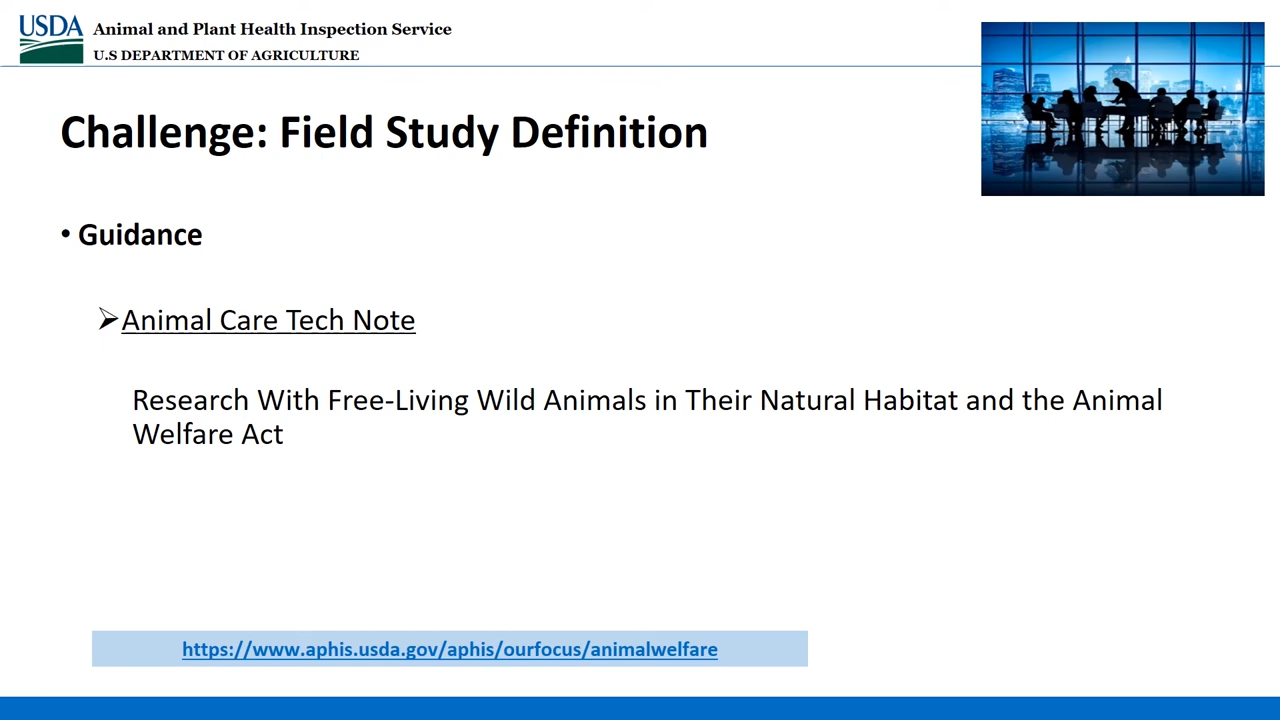 USDA
Animal and Plant Health Inspection Service
U.S DEPARTMENT OF AGRICULTURE
Challenge: Field Study Definition
• Guidance
➢Animal Care Tech Note
Research With Free-Living Wild Animals in Their Natural Habitat and the Animal
Welfare Act
https://www.aphis.usda.gov/aphis/ourfocus/animalwelfare